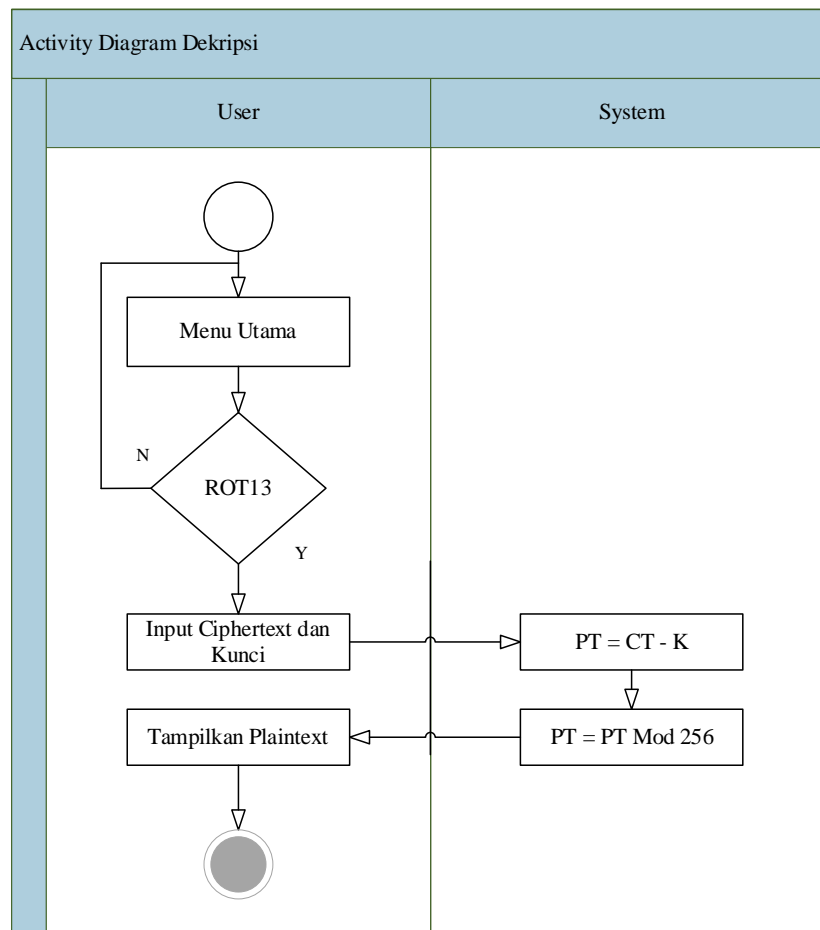 Activity Diagram Dekripsi
User
System
Menu Utama
N
ROT13
Y
Input Ciphertext dan
Kunci
PT = CT - K
Tampilkan Plaintext
PT = PT Mod 256